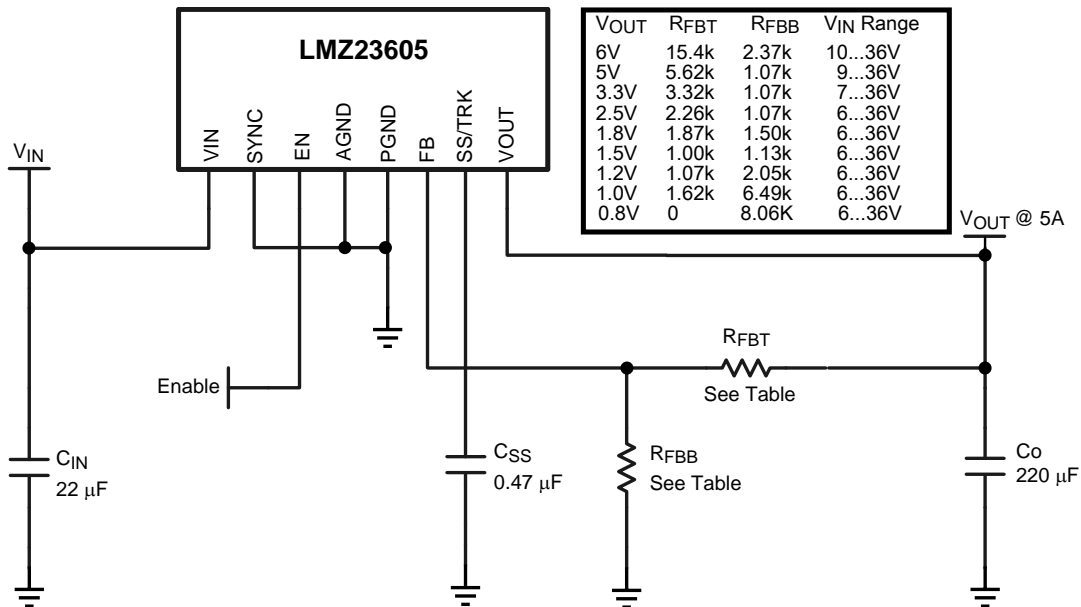 LMZ23605
VIN
SYNC
EN
AGND
PGND
FB
SS/TRK
VOUT
VOUT RFBT RFBB VIN Range
6V 15.4k 2.37k 10...36V
5V 5.62k 1.07k 9...36V
3.3V 3.32k 1.07k 7...36V
2.5V 2.26k 1.07k 6...36V
1.8V 1.87k 1.50k 6...36V
1.5V 1.00k 1.13k 6...36V
1.2V 1.07k 2.05k 6...36V
1.0V 1.62k 6.49k 6...36V
0.8V 0 8.06K 6...36V
VIN
VOUT @ 5A
RFBT
See Table
Enable
CIN
22 μF
CSS
0.47 μF
RFBB
See Table
Co
220 μF